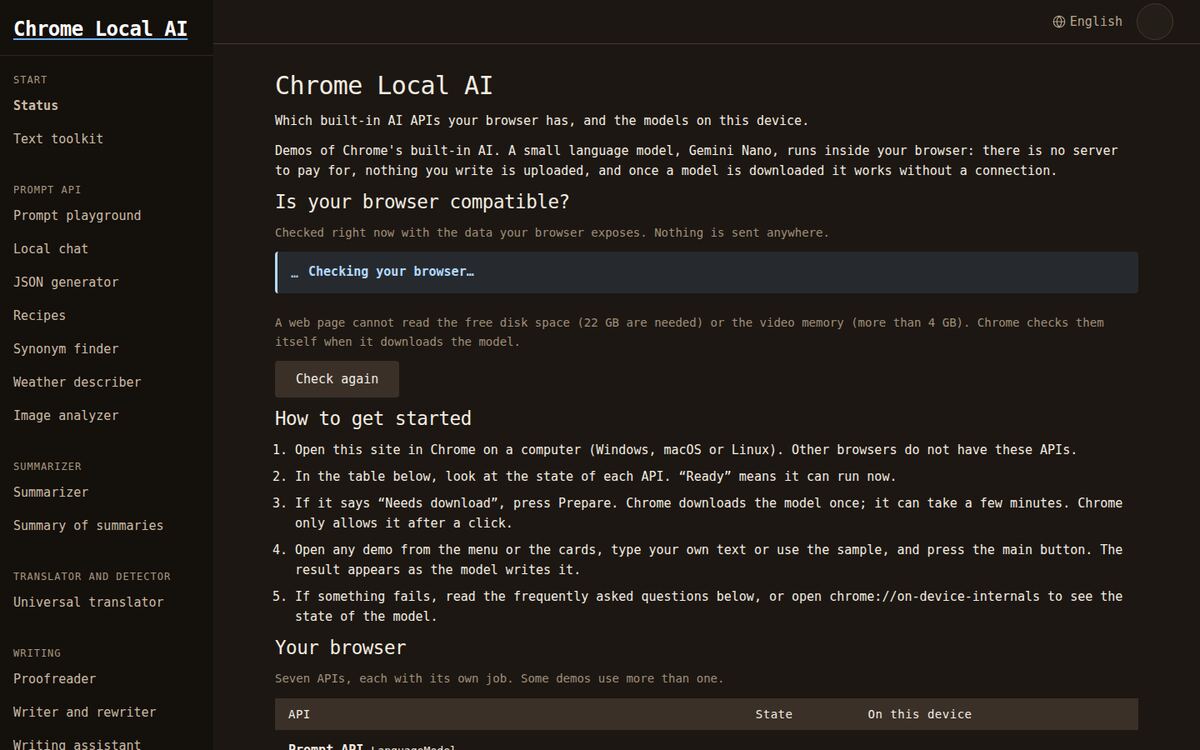 Chrome Local AI
START
Status
Text toolkit
PROMPT API
Prompt playground
Local chat
JSON generator
Recipes
Synonym finder
Weather describer
Image analyzer
SUMMARIZER
Summarizer
Summary of summaries
TRANSLATOR AND DETECTOR
Universal translator
WRITING
Proofreader
Writer and rewriter
Writing assistant
English
Chrome Local AI
Which built-in AI APIs your browser has, and the models on this device.
Demos of Chrome's built-in AI. A small language model, Gemini Nano, runs inside your browser: there is no server
to pay for, nothing you write is uploaded, and once a model is downloaded it works without a connection.
Is your browser compatible?
Checked right now with the data your browser exposes. Nothing is sent anywhere.
… Checking your browser…
A web page cannot read the free disk space (22 GB are needed) or the video memory (more than 4 GB). Chrome checks them
itself when it downloads the model.
Check again
How to get started
1. Open this site in Chrome on a computer (Windows, macOS or Linux). Other browsers do not have these APIs.
2. In the table below, look at the state of each API. “Ready” means it can run now.
3. If it says “Needs download”, press Prepare. Chrome downloads the model once; it can take a few minutes. Chrome
only allows it after a click.
4. Open any demo from the menu or the cards, type your own text or use the sample, and press the main button. The
result appears as the model writes it.
5. If something fails, read the frequently asked questions below, or open chrome://on-device-internals to see the
state of the model.
Your browser
Seven APIs, each with its own job. Some demos use more than one.
API State On this device
Prompt API LanguageModel